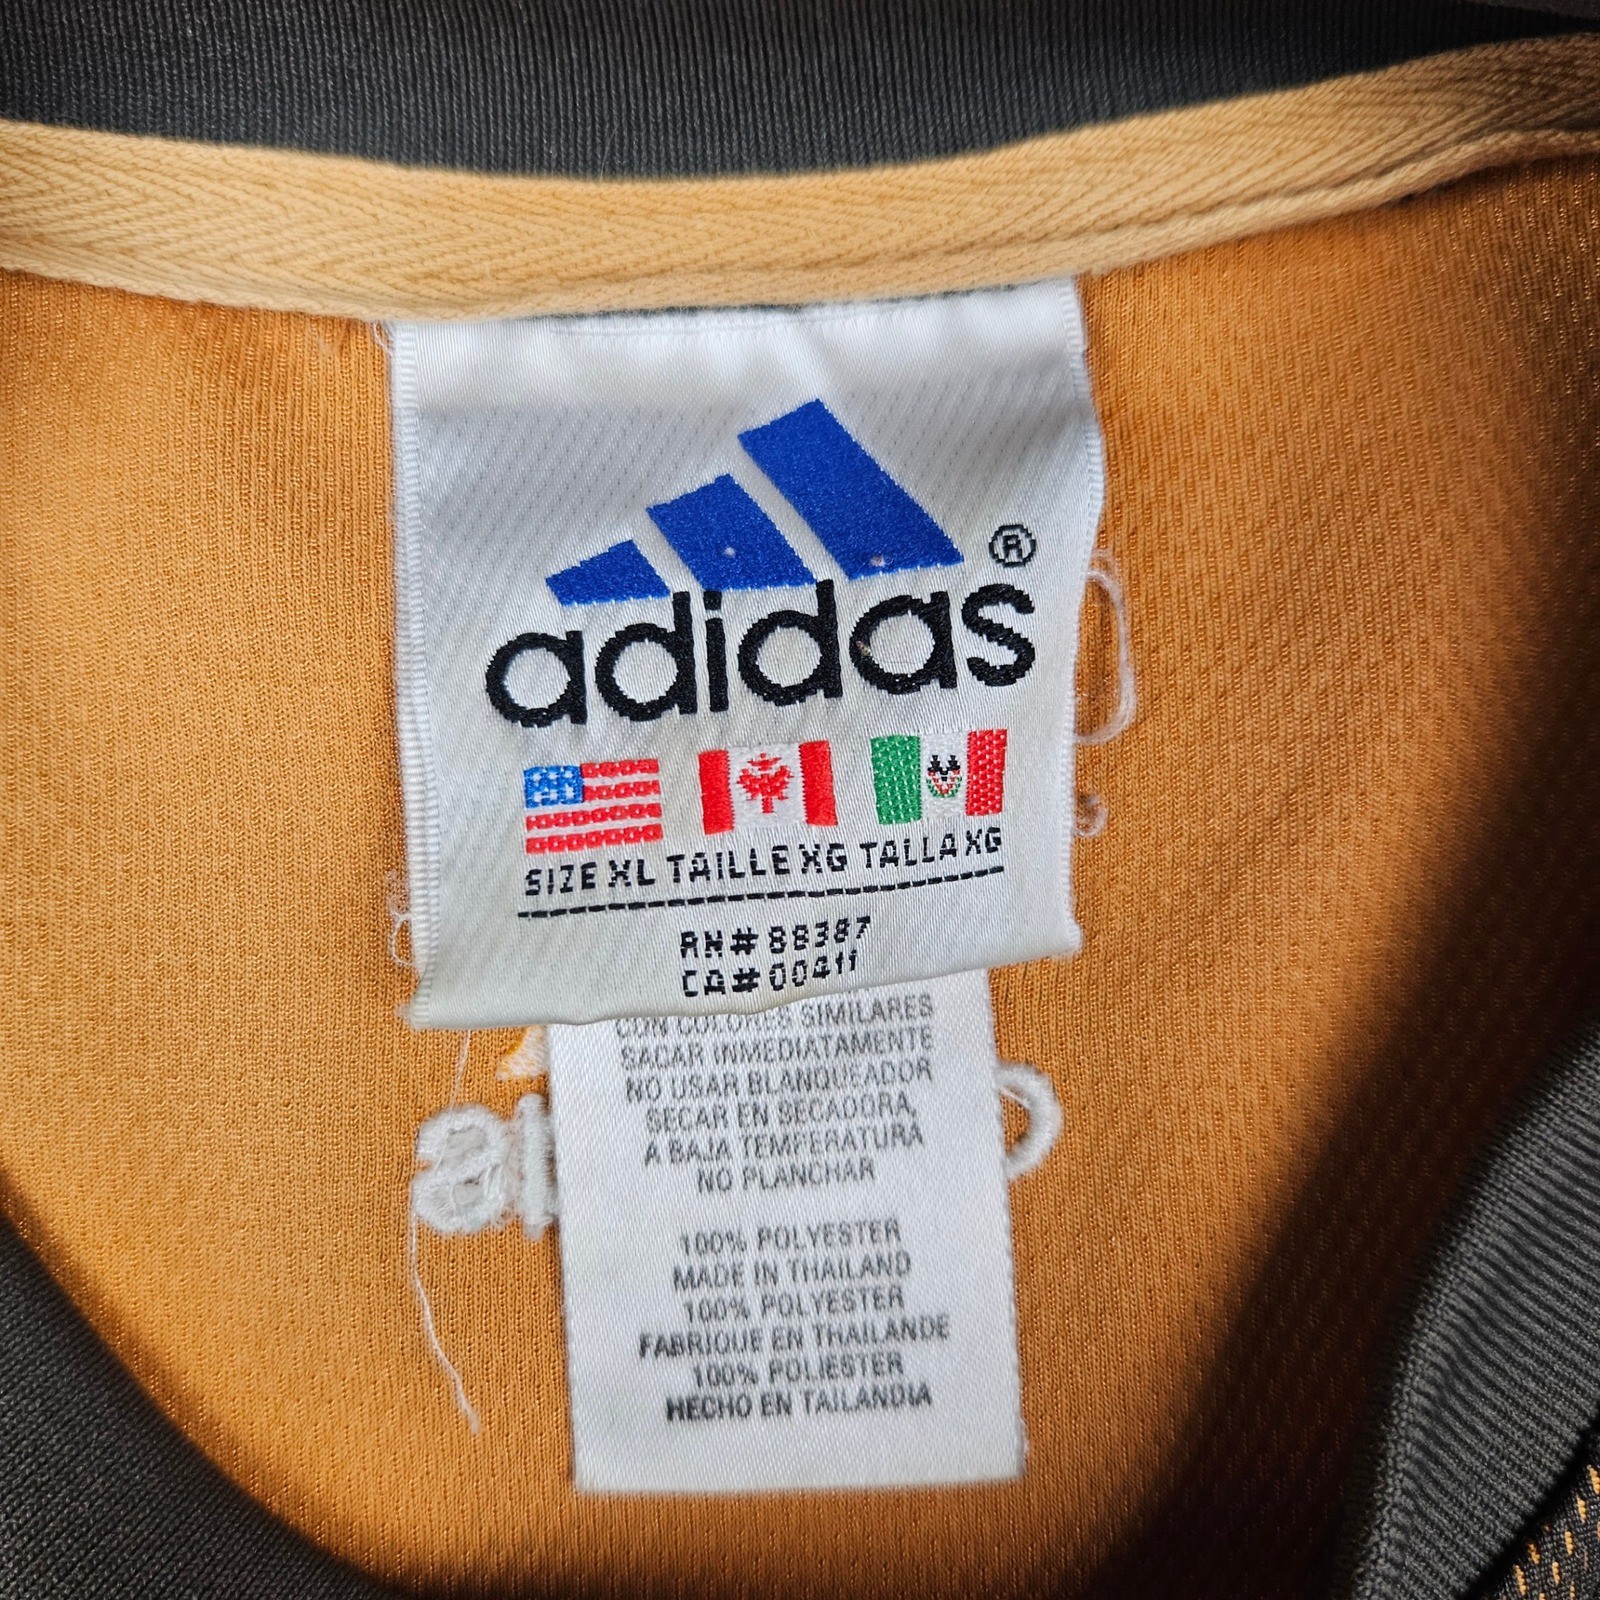 adidas®
SIZE XL TAILLE XG TALLA XG
RN# 88387
CA# 00411
CON COLORES SIMILARES
SACAR INMEDIATAMENTE
NO USAR BLANQUEADOR
SECAR EN SECADORA,
A BAJA TEMPERATURA
NO PLANCHAR
100% POLYESTER
MADE IN THAILAND
100% POLYESTER
FABRIQUE EN THAILANDE
100% POLIESTER
HECHO EN TAILANDIA